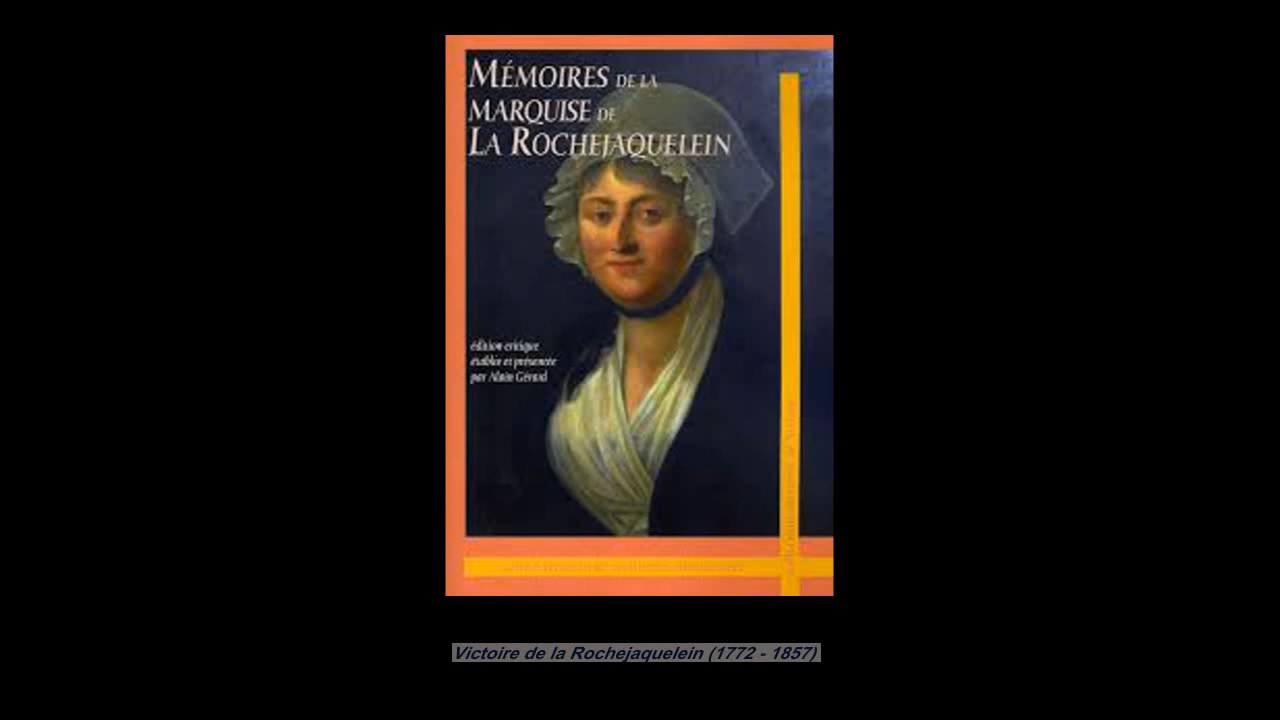 MÉMOIRES DE LA
MARQUISE DE
LA ROCHEJAQUELEIN
édition critique
établie et présentée
par Alain Gérard
Victoire de la Rochejaquelein (1772 - 1857)